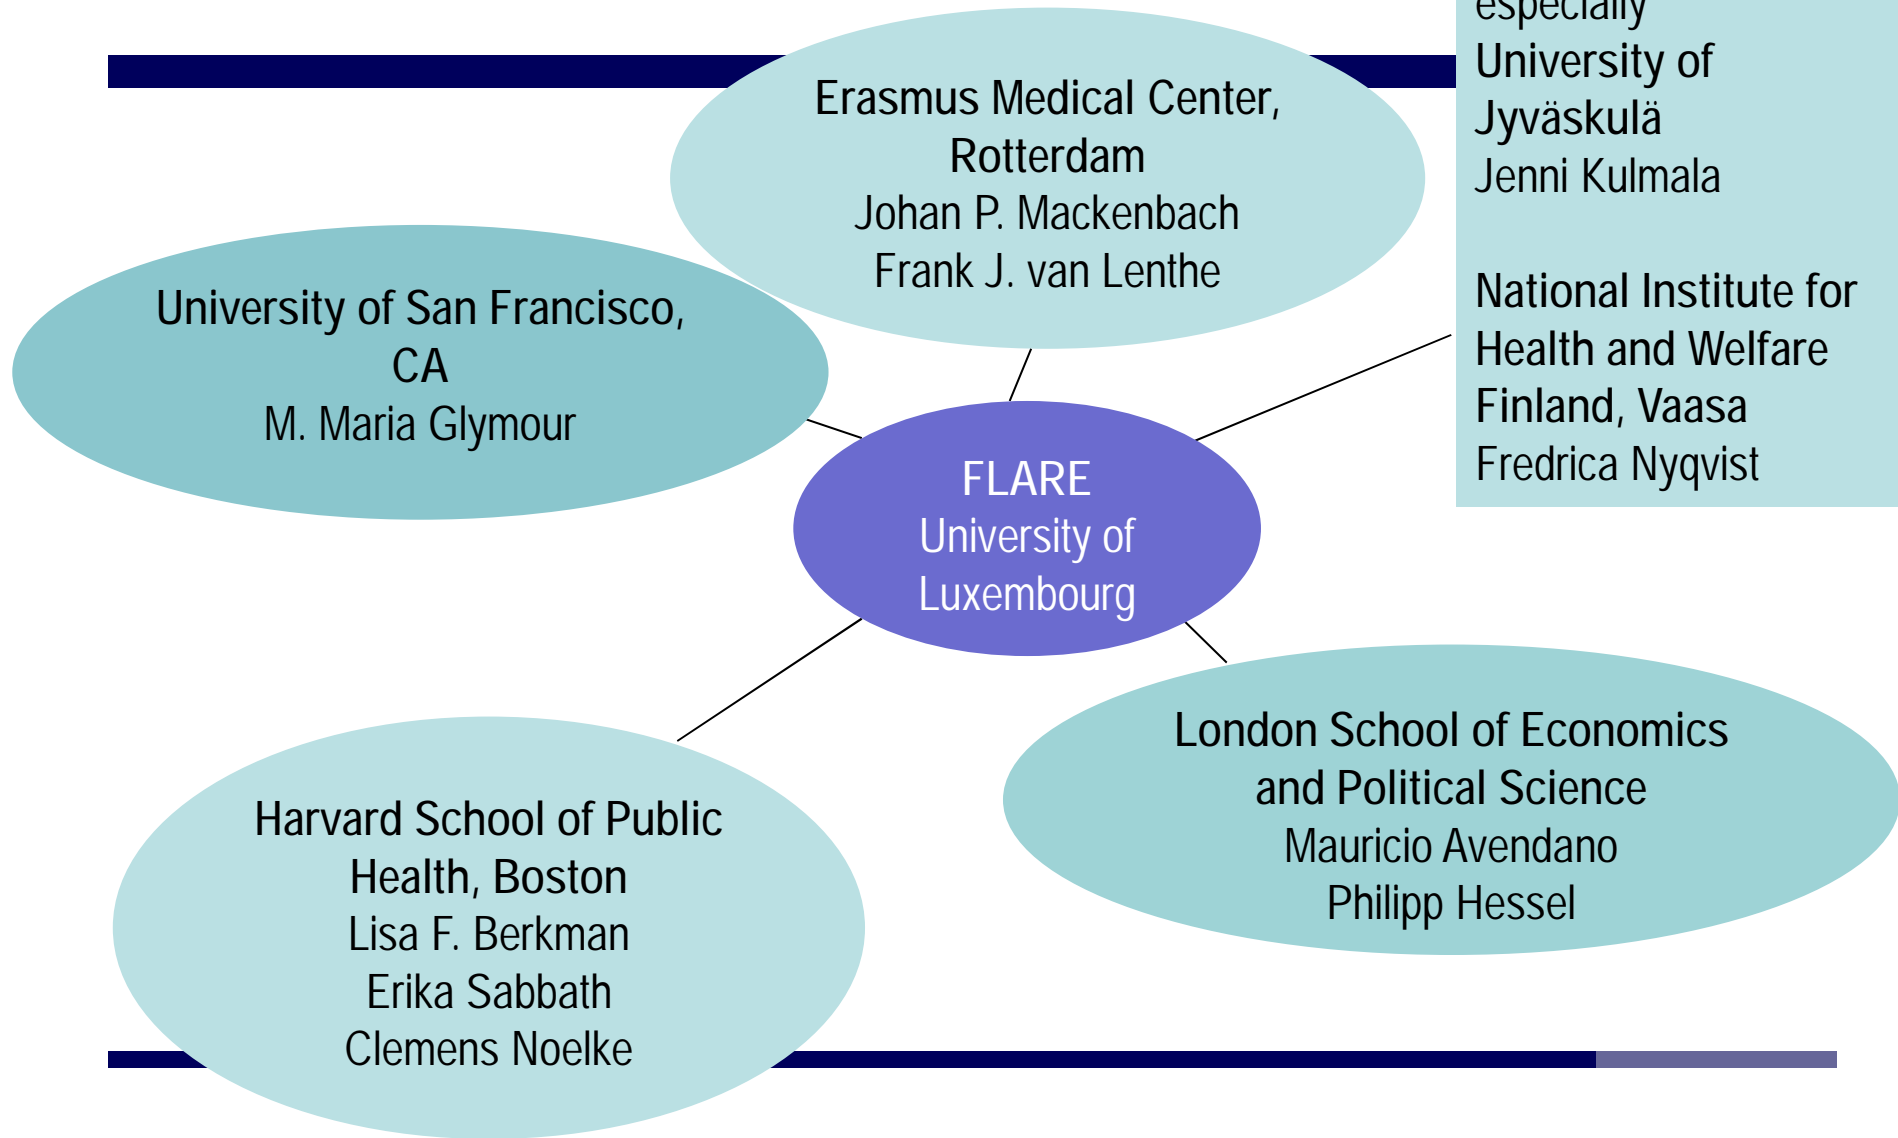 especially
University of
Jyväskulä
Jenni Kulmala
National Institute for
Health and Welfare
Finland, Vaasa
Fredrica Nyqvist
Erasmus Medical Center,
Rotterdam
Johan P. Mackenbach
Frank J. van Lenthe
University of San Francisco,
CA
M. Maria Glymour
FLARE
University of
Luxembourg
London School of Economics
and Political Science
Mauricio Avendano
Philipp Hessel
Harvard School of Public
Health, Boston
Lisa F. Berkman
Erika Sabbath
Clemens Noelke